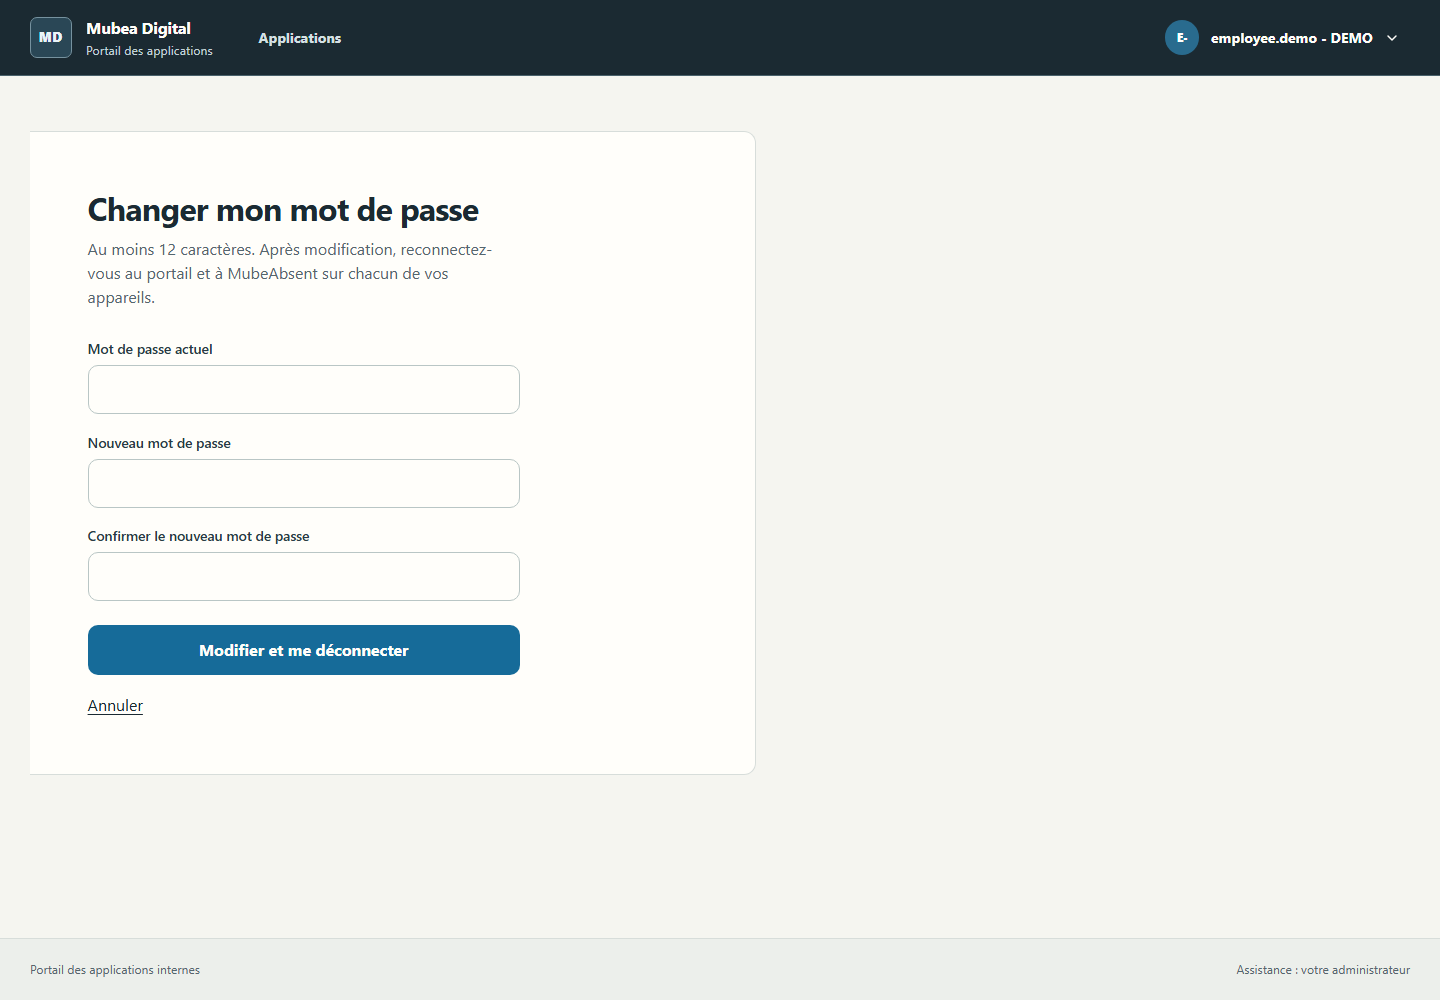 MD
Mubea Digital
Portail des applications
Applications
E-
employee.demo - DEMO
Changer mon mot de passe
Au moins 12 caractères. Après modification, reconnectez-
vous au portail et à MubeAbsent sur chacun de vos
appareils.
Mot de passe actuel
Nouveau mot de passe
Confirmer le nouveau mot de passe
Modifier et me déconnecter
Annuler
Portail des applications internes
Assistance : votre administrateur